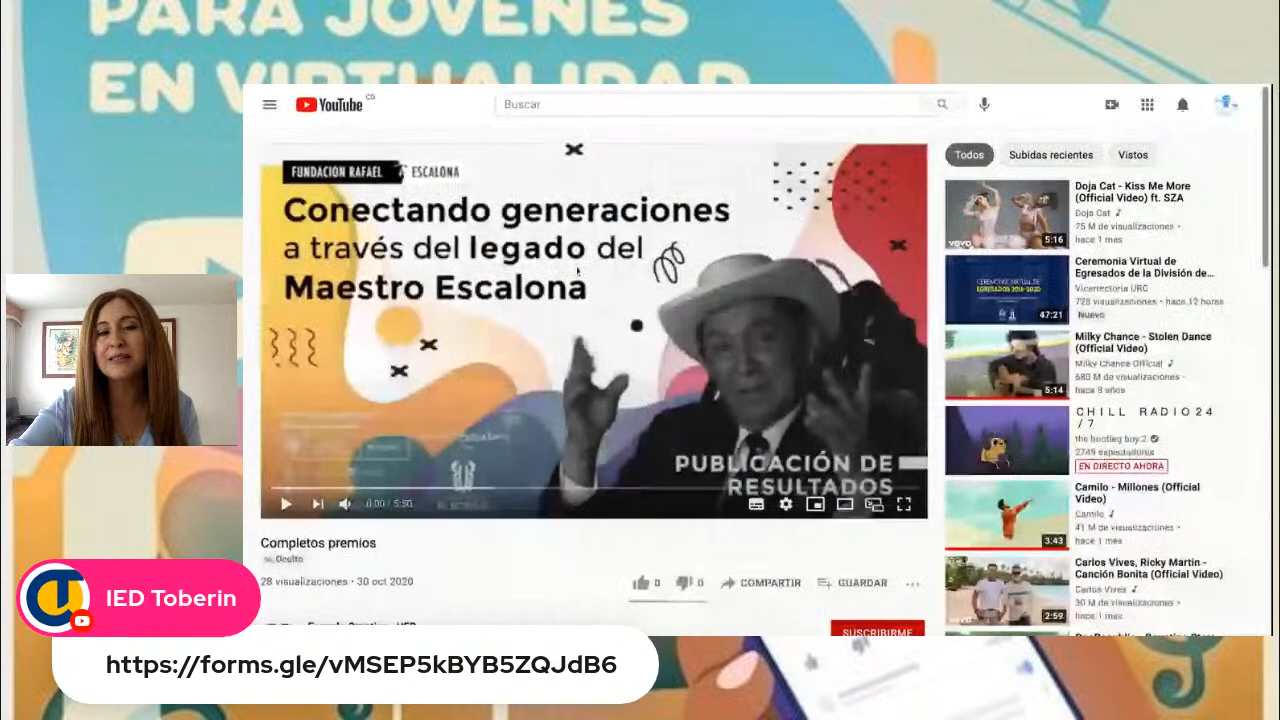 PARA JÓVENES
EN VIRTUALIDAD
YouTube
CO
Buscar
FUNDACIÓN RAFAEL ESCALONA
Conectando generaciones
a través del legado del
Maestro Escalona
PUBLICACIÓN DE
RESULTADOS
0:00 / 5:50
Completos premios
Oculto
28 visualizaciones • 30 oct 2020
0
0
COMPARTIR
GUARDAR
SUSCRIBIRME
Todos
Subidas recientes
Vistos
vevo
5:16
Doja Cat - Kiss Me More
(Official Video) ft. SZA
Doja Cat
75 M de visualizaciones •
hace 1 mes
CEREMONIA VIRTUAL DE
47:21
Ceremonia Virtual de
Egresados de la División de...
Vicerrectoria URC
728 visualizaciones • hace 12 horas
Nuevo
5:14
Milky Chance - Stolen Dance
(Official Video)
Milky Chance Official
680 M de visualizaciones •
hace 8 años
CHILL RADIO 24
/7
the bootleg boy 2
2749 espectadores
EN DIRECTO AHORA
3:43
Camilo - Millones (Official
Video)
Camilo
41 M de visualizaciones •
hace 1 mes
2:59
Carlos Vives, Ricky Martin -
Canción Bonita (Official Video)
Carlos Vives
30 M de visualizaciones •
hace 1 mes
IED Toberin
https://forms.gle/vMSEP5kBYB5ZQJdB6